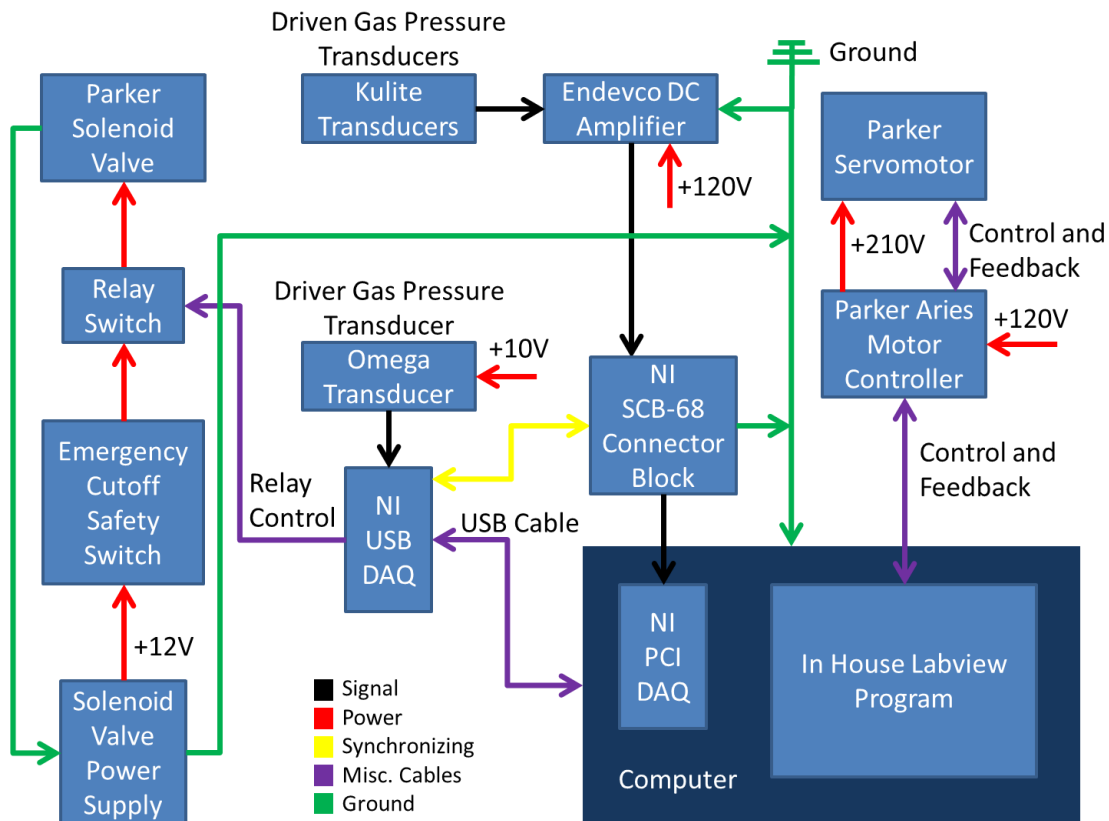 Driven Gas Pressure
Transducers
Kulite
Transducers
Endevco DC
Amplifier
Ground
+120V
Parker
Solenoid
Valve
Parker
Servomotor
+210V
Control and
Feedback
Relay
Switch
Driver Gas Pressure
Transducer
Omega
Transducer
+10V
Parker Aries
Motor
Controller
+120V
NI
SCB-68
Connector
Block
Emergency
Cutoff
Safety
Switch
Relay
Control
NI
USB
DAQ
USB Cable
Control and
Feedback
+12V
Solenoid
Valve
Power
Supply
Signal
Power
Synchronizing
Misc. Cables
Ground
NI
PCI
DAQ
In House Labview
Program
Computer